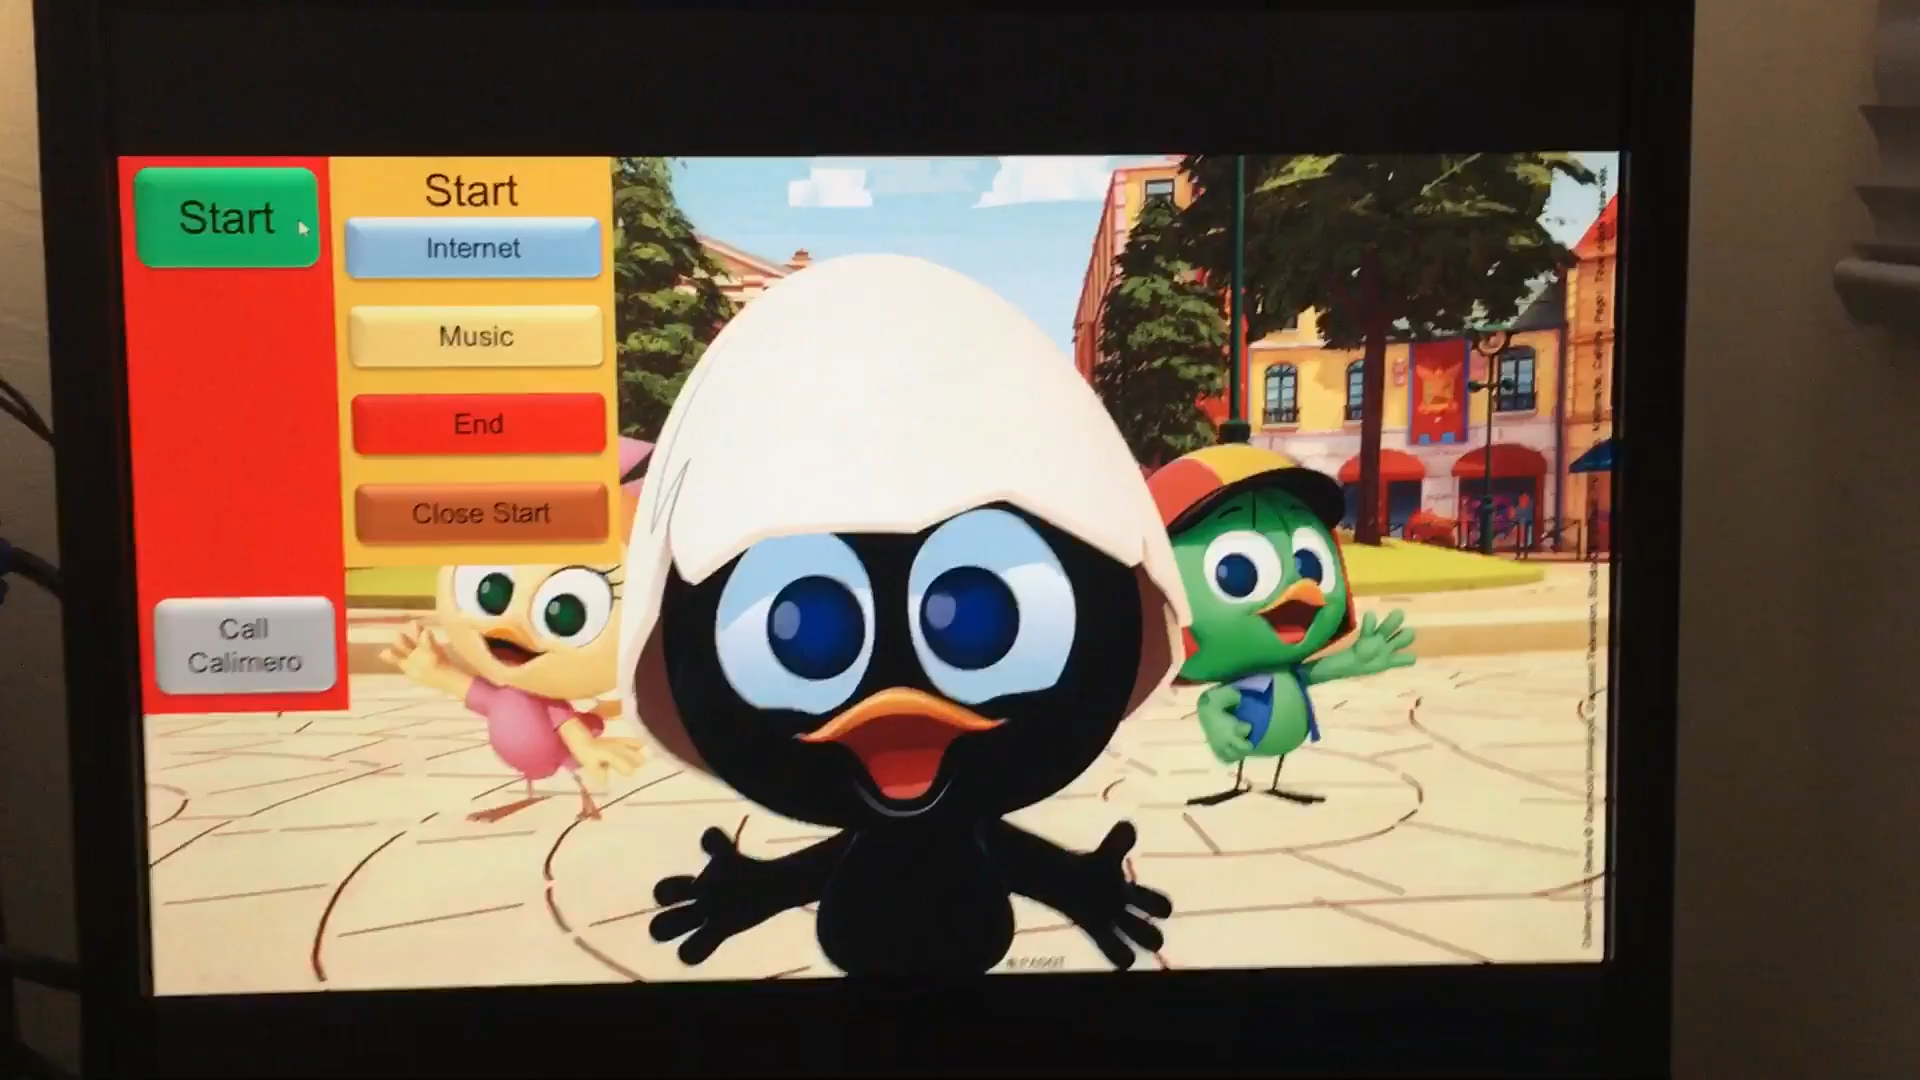 Start
Start
Internet
Music
End
Close Start
Call
Calimero